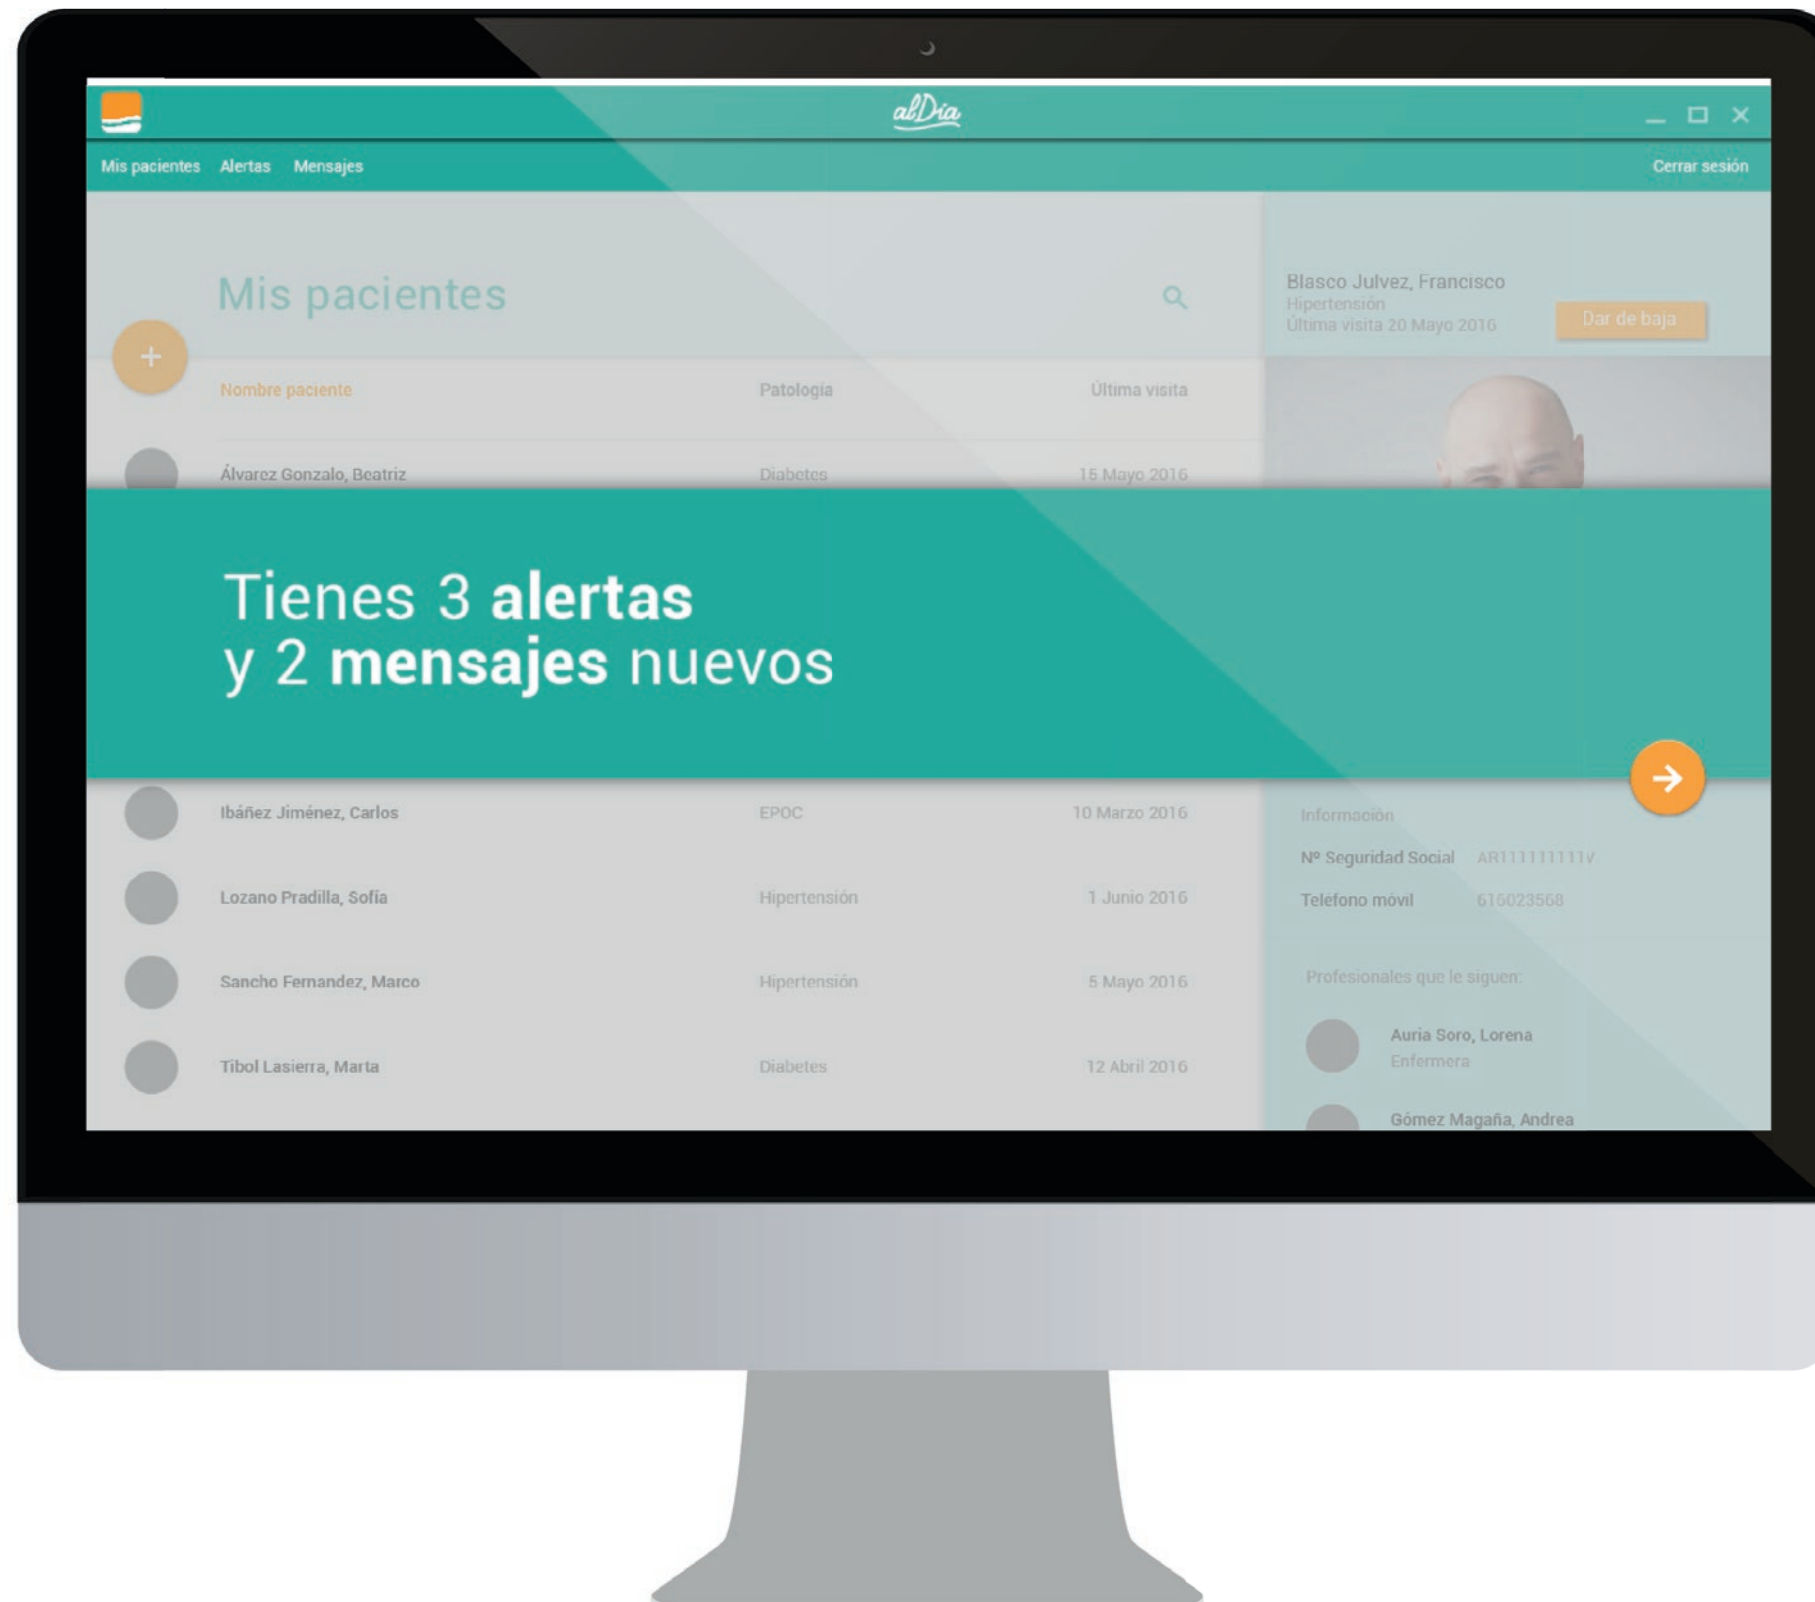 alDía
Mis pacientes Alertas Mensajes Cerrar sesión
Mis pacientes
Blasco Julvez, Francisco
Hipertensión
Última visita 20 Mayo 2016
Dar de baja
Nombre paciente Patología Última visita
Álvarez Gonzalo, Beatriz Diabetes 15 Mayo 2016
Tienes 3 alertas
y 2 mensajes nuevos
Ibáñez Jiménez, Carlos EPOC 10 Marzo 2016
Lozano Pradilla, Sofía Hipertensión 1 Junio 2016
Sancho Fernandez, Marco Hipertensión 5 Mayo 2016
Tibol Lasierra, Marta Diabetes 12 Abril 2016
Información
Nº Seguridad Social AR111111111V
Teléfono móvil 616023568
Profesionales que le siguen:
Auria Soro, Lorena
Enfermera
Gómez Magaña, Andrea